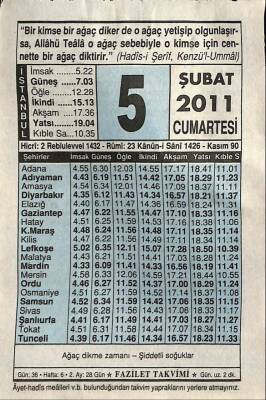 "Bir kimse bir ağaç diker de o ağaç yetişip olgunlaşır-
sa, Allâhü Teâlâ o ağaç sebebiyle o kimse için cen-
nette bir ağaç diktirir." (Hadîs-i Şerîf, Kenzü'l-Ummâl)
İSTANBUL
İmsak ........5.22
Güneş ......7.03
Öğle ........12.28
İkindi .......15.13
Akşam .....17.36
Yatsı.........19.04
Kıble Sa...10.35
5
ŞUBAT
2011
CUMARTESİ
Hicri: 2 Rebîulevvel 1432 - Rûmî: 23 Kânûn-i Sânî 1426 - Kasım 90
Şehirler İmsak Güneş Öğle İkindi Akşam Yatsı Kıble S
Adana 4.55 6.30 12.03 14.55 17.17 18.41 11.01
Adıyaman 4.43 6.19 11.51 14.42 17.05 18.29 11.23
Amasya 4.54 6.34 12.01 14.46 17.09 18.37 11.11
Diyarbakır 4.35 6.12 11.43 14.34 16.57 18.21 11.37
Elazığ 4.40 6.17 11.47 14.36 16.59 18.24 11.31
Gaziantep 4.47 6.22 11.55 14.47 17.10 18.33 11.16
Hatay 4.51 6.25 11.59 14.53 17.16 18.38 11.06
K.Maraş 4.48 6.24 11.56 14.48 17.11 18.34 11.15
Kilis 4.47 6.22 11.56 14.49 17.11 18.34 11.14
Lefkoşe 5.02 6.35 12.11 15.07 17.28 18.50 10.39
Malatya 4.43 6.21 11.51 14.41 17.03 18.28 11.24
Mardin 4.33 6.09 11.41 14.33 16.56 18.19 11.41
Mersin 4.58 6.33 12.06 14.59 17.21 18.44 10.55
Ordu 4.46 6.27 11.52 14.37 17.00 18.29 11.24
Osmaniye 4.51 6.27 11.59 14.52 17.14 18.38 11.08
Samsun 4.52 6.34 11.59 14.42 17.06 18.35 11.15
Sivas 4.49 6.28 11.56 14.43 17.06 18.33 11.17
Şanlıurfa 4.41 6.17 11.49 14.41 17.03 18.27 11.27
Tokat 4.51 6.31 11.58 14.44 17.07 18.34 11.15
Tunceli 4.39 6.17 11.46 14.34 16.57 18.23 11.33
Ağaç dikme zamanı – Şiddetli soğuklar
Gün: 36 - Hafta: 6 - 2. Ay: 28 Gün ★ FAZİLET TAKVİMİ ★ Gün. uz. 2 dk.
Âyet-hadîs meâlleri v.b. bulunduğundan takvim yapraklarını yerlere atmayınız.